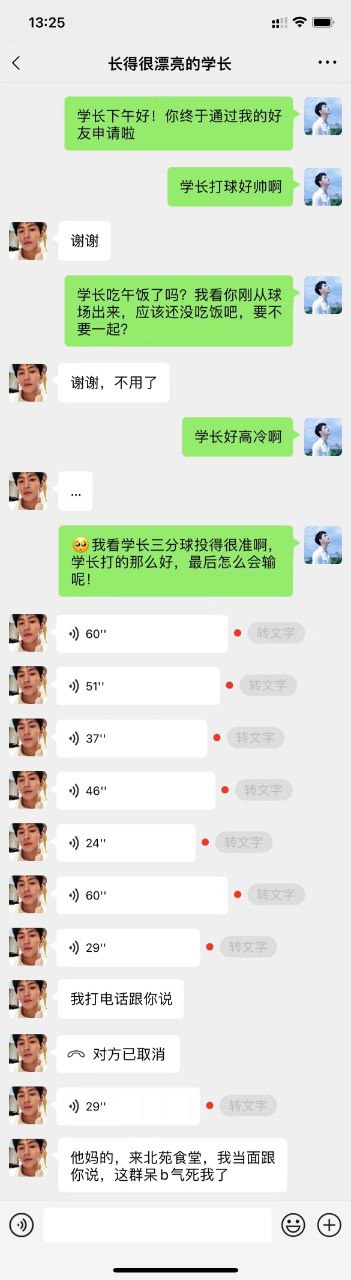 13:25
长得很漂亮的学长
学长下午好！你终于通过我的好
友申请啦
学长打球好帅啊
谢谢
学长吃午饭了吗？我看你刚从球
场出来，应该还没吃饭吧，要不
要一起？
谢谢，不用了
学长好高冷啊
...
🥺我看学长三分球投得很准啊，
学长打的那么好，最后怎么会输
呢！
60'' 转文字
51'' 转文字
37'' 转文字
46'' 转文字
24'' 转文字
60'' 转文字
29'' 转文字
我打电话跟你说
对方已取消
29'' 转文字
他妈的，来北苑食堂，我当面跟
你说，这群呆b气死我了